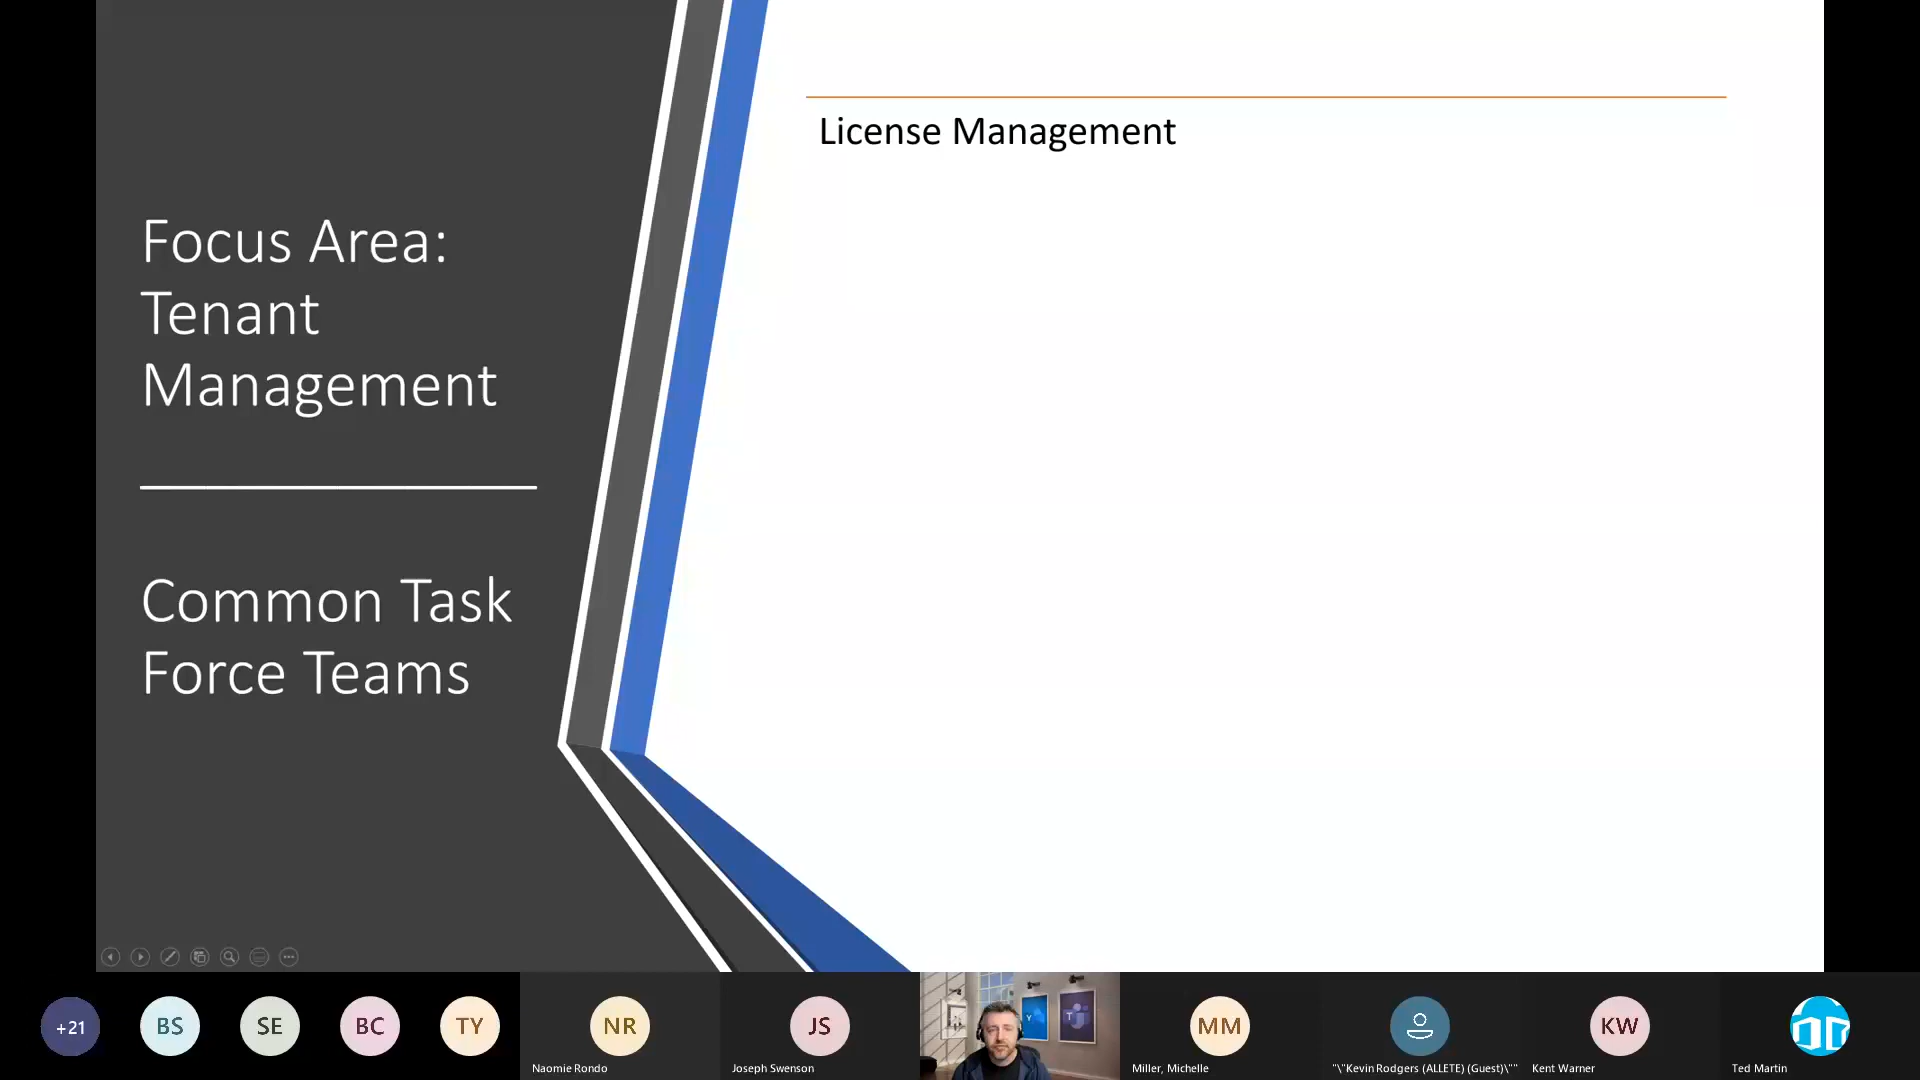 Focus Area:
Tenant
Management
Common Task
Force Teams
License Management
+21
BS
SE
BC
TY
NR
Naomie Rondo
JS
Joseph Swenson
Y
T
MM
Miller, Michelle
"\"Kevin Rodgers (ALLETE) (Guest)\""
KW
Kent Warner
Ted Martin